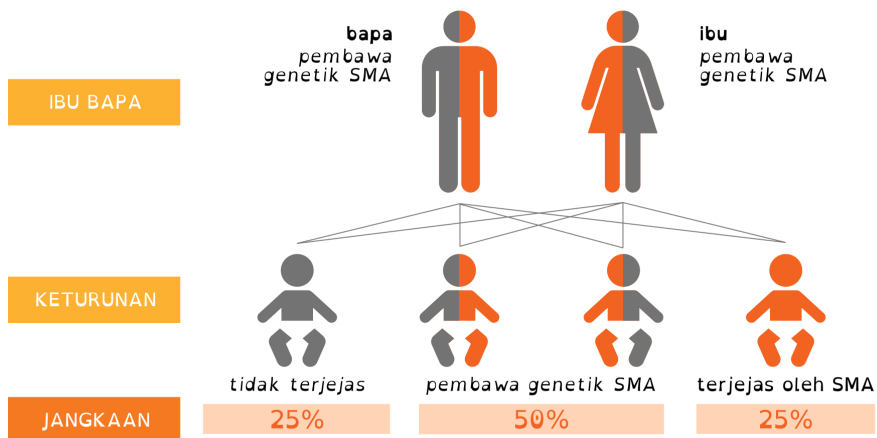 bapa
pembawa
genetik SMA
ibu
pembawa
genetik SMA
IBU BAPA
KETURUNAN
tidak terjejas
pembawa genetik SMA
terjejas oleh SMA
JANGKAAN
25%
50%
25%